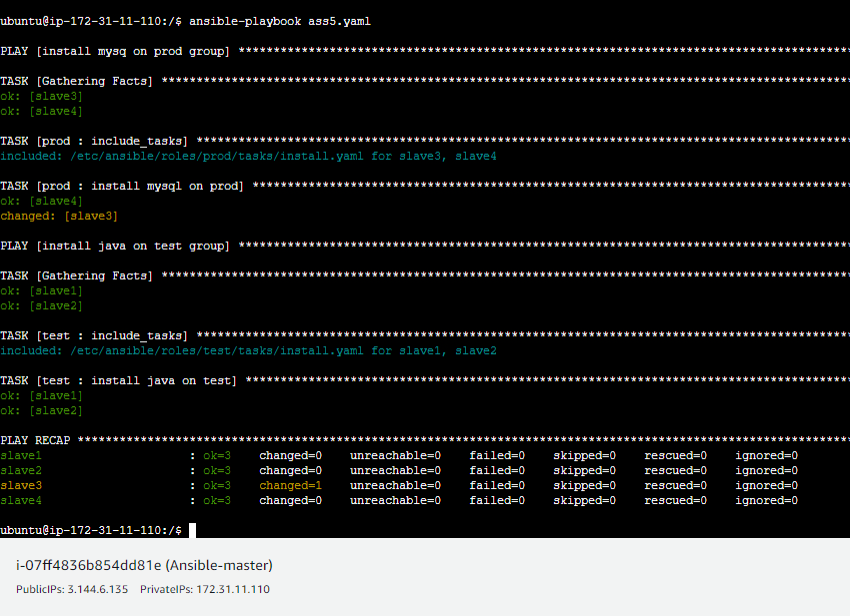 ubuntu@ip-172-31-11-110:/$ ansible-playbook ass5.yaml
PLAY [install mysq on prod group] ***************************************************************************************
TASK [Gathering Facts] **************************************************************************************************
ok: [slave3]
ok: [slave4]
TASK [prod : include_tasks] *********************************************************************************************
included: /etc/ansible/roles/prod/tasks/install.yaml for slave3, slave4
TASK [prod : install mysql on prod] *************************************************************************************
ok: [slave4]
changed: [slave3]
PLAY [install java on test group] ***************************************************************************************
TASK [Gathering Facts] **************************************************************************************************
ok: [slave1]
ok: [slave2]
TASK [test : include_tasks] *********************************************************************************************
included: /etc/ansible/roles/test/tasks/install.yaml for slave1, slave2
TASK [test : install java on test] **************************************************************************************
ok: [slave1]
ok: [slave2]
PLAY RECAP **************************************************************************************************************
slave1 : ok=3 changed=0 unreachable=0 failed=0 skipped=0 rescued=0 ignored=0
slave2 : ok=3 changed=0 unreachable=0 failed=0 skipped=0 rescued=0 ignored=0
slave3 : ok=3 changed=1 unreachable=0 failed=0 skipped=0 rescued=0 ignored=0
slave4 : ok=3 changed=0 unreachable=0 failed=0 skipped=0 rescued=0 ignored=0
ubuntu@ip-172-31-11-110:/$
i-07ff4836b854dd81e (Ansible-master)
PublicIPs: 3.144.6.135 PrivateIPs: 172.31.11.110